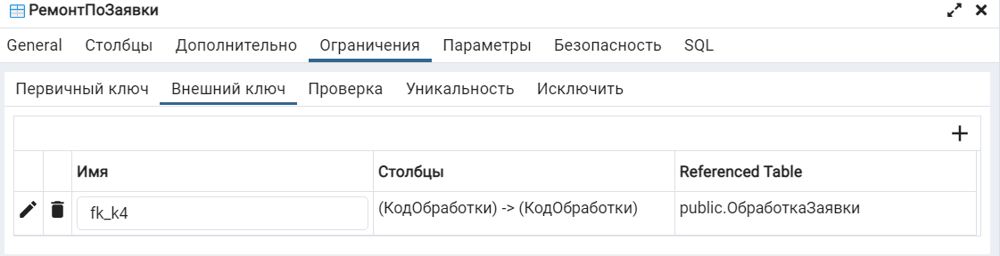 РемонтПоЗаявки
General Столбцы Дополнительно Ограничения Параметры Безопасность SQL
Первичный ключ Внешний ключ Проверка Уникальность Исключить
Имя Столбцы Referenced Table
fk_k4 (КодОбработки) -> (КодОбработки) public.ОбработкаЗаявки